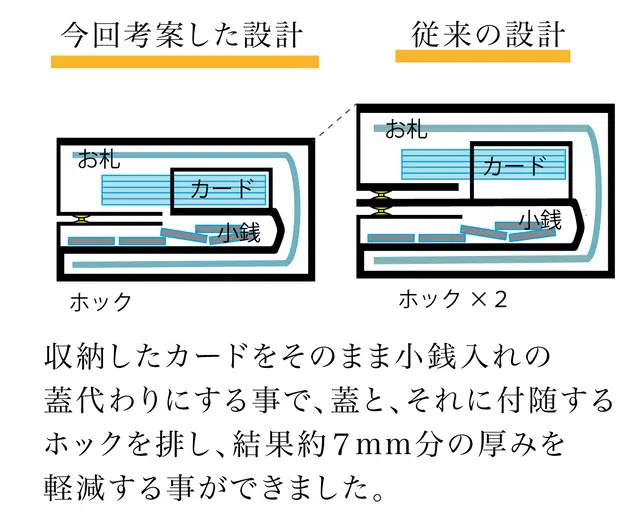 今回考案した設計
従来の設計
お札
カード
小銭
ホック
お札
カード
小銭
ホック×2
収納したカードをそのまま小銭入れの
蓋代わりにする事で、蓋と、それに付随する
ホックを排し、結果約7mm分の厚みを
軽減する事ができました。